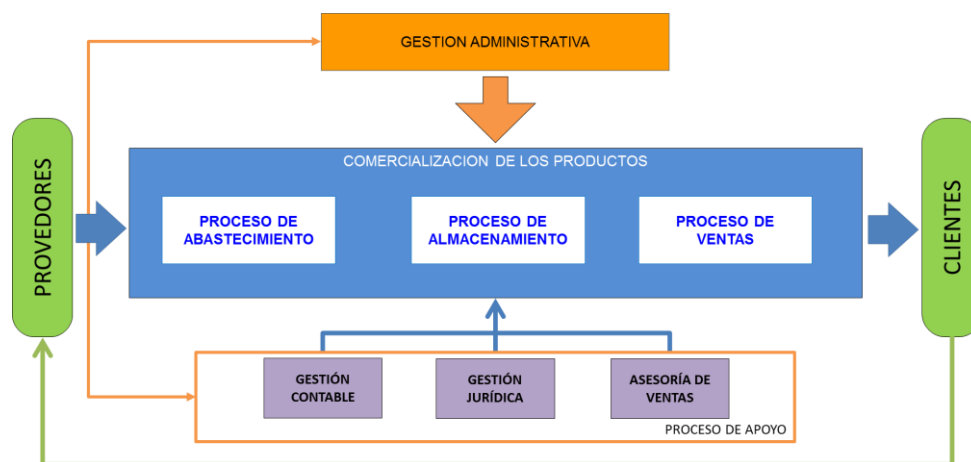 GESTION ADMINISTRATIVA
PROVEDORES
COMERCIALIZACION DE LOS PRODUCTOS
PROCESO DE
ABASTECIMIENTO
PROCESO DE
ALMACENAMIENTO
PROCESO DE
VENTAS
CLIENTES
GESTIÓN
CONTABLE
GESTIÓN
JURÍDICA
ASESORÍA DE
VENTAS
PROCESO DE APOYO